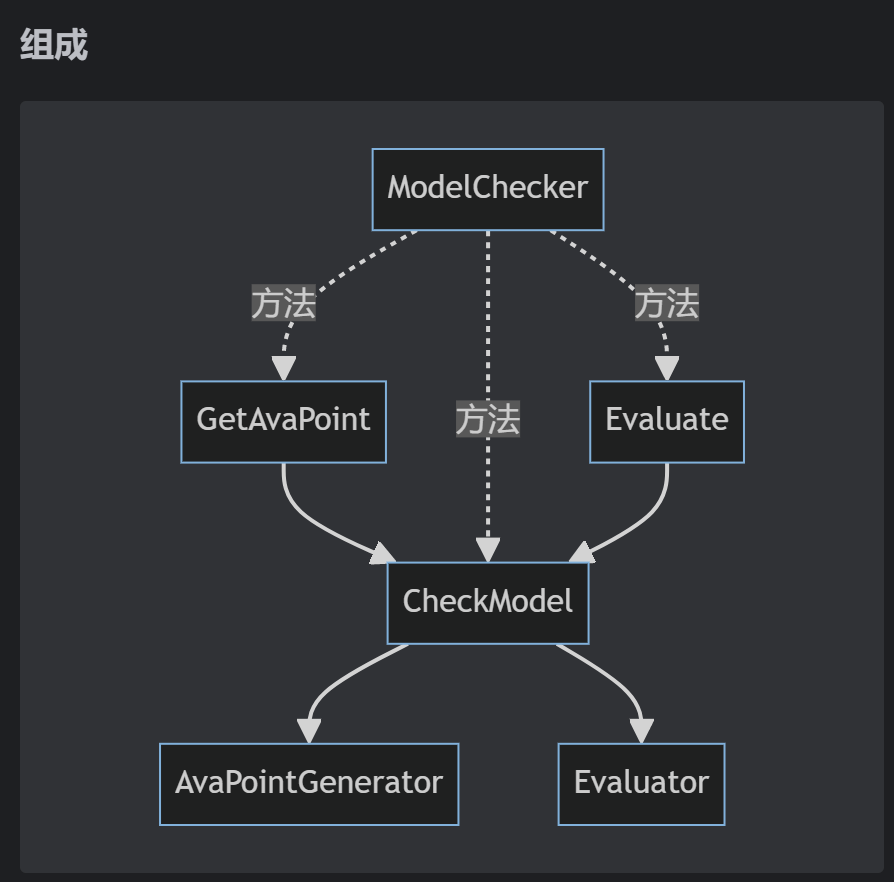 组成
ModelChecker
方法
方法
GetAvaPoint
方法
Evaluate
CheckModel
AvaPointGenerator
Evaluator